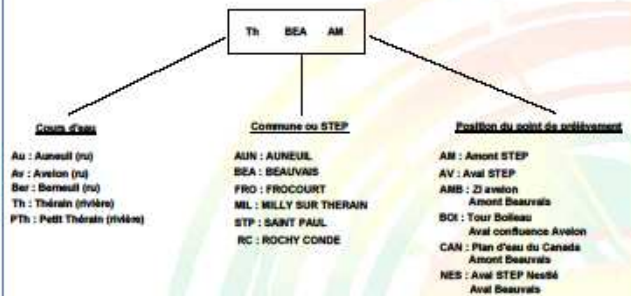 Th BEA AM
Cours d'eau
Au : Auneuil (ru)
Av : Avelon (ru)
Ber : Berneuil (ru)
Th : Thérain (rivière)
PTh : Petit Thérain (rivière)
Commune ou STEP
AUN : AUNEUIL
BEA : BEAUVAIS
FRO : FROCOURT
MIL : MILLY SUR THERAIN
STP : SAINT PAUL
RC : ROCHY CONDE
Position du point de prélèvement
AM : Amont STEP
AV : Aval STEP
AMB : ZI avelon
Amont Beauvais
BOI : Tour Boileau
Aval confluence Avelon
CAN : Plan d'eau du Canada
Amont Beauvais
NES : Aval STEP Nestlé
Aval Beauvais